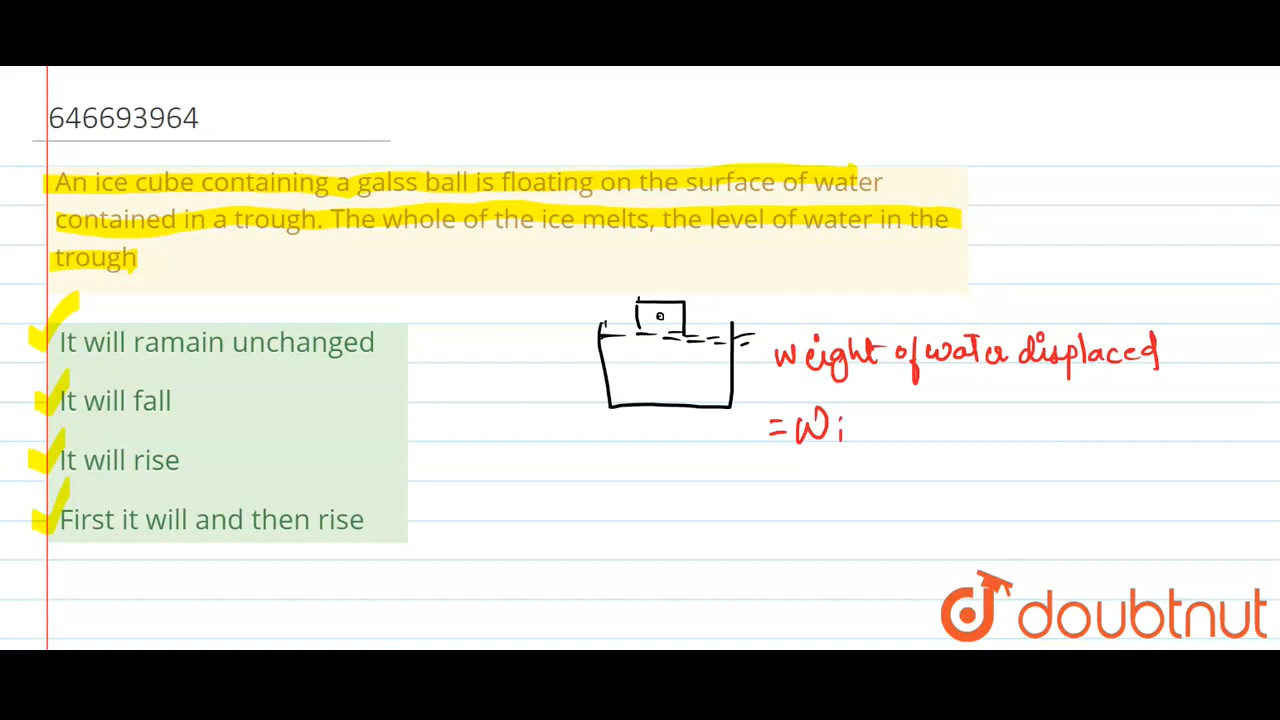 646693964
An ice cube containing a galss ball is floating on the surface of water
contained in a trough. The whole of the ice melts, the level of water in the
trough
It will ramain unchanged
It will fall
It will rise
First it will and then rise
weight of water displaced
= Wi
doubtnut